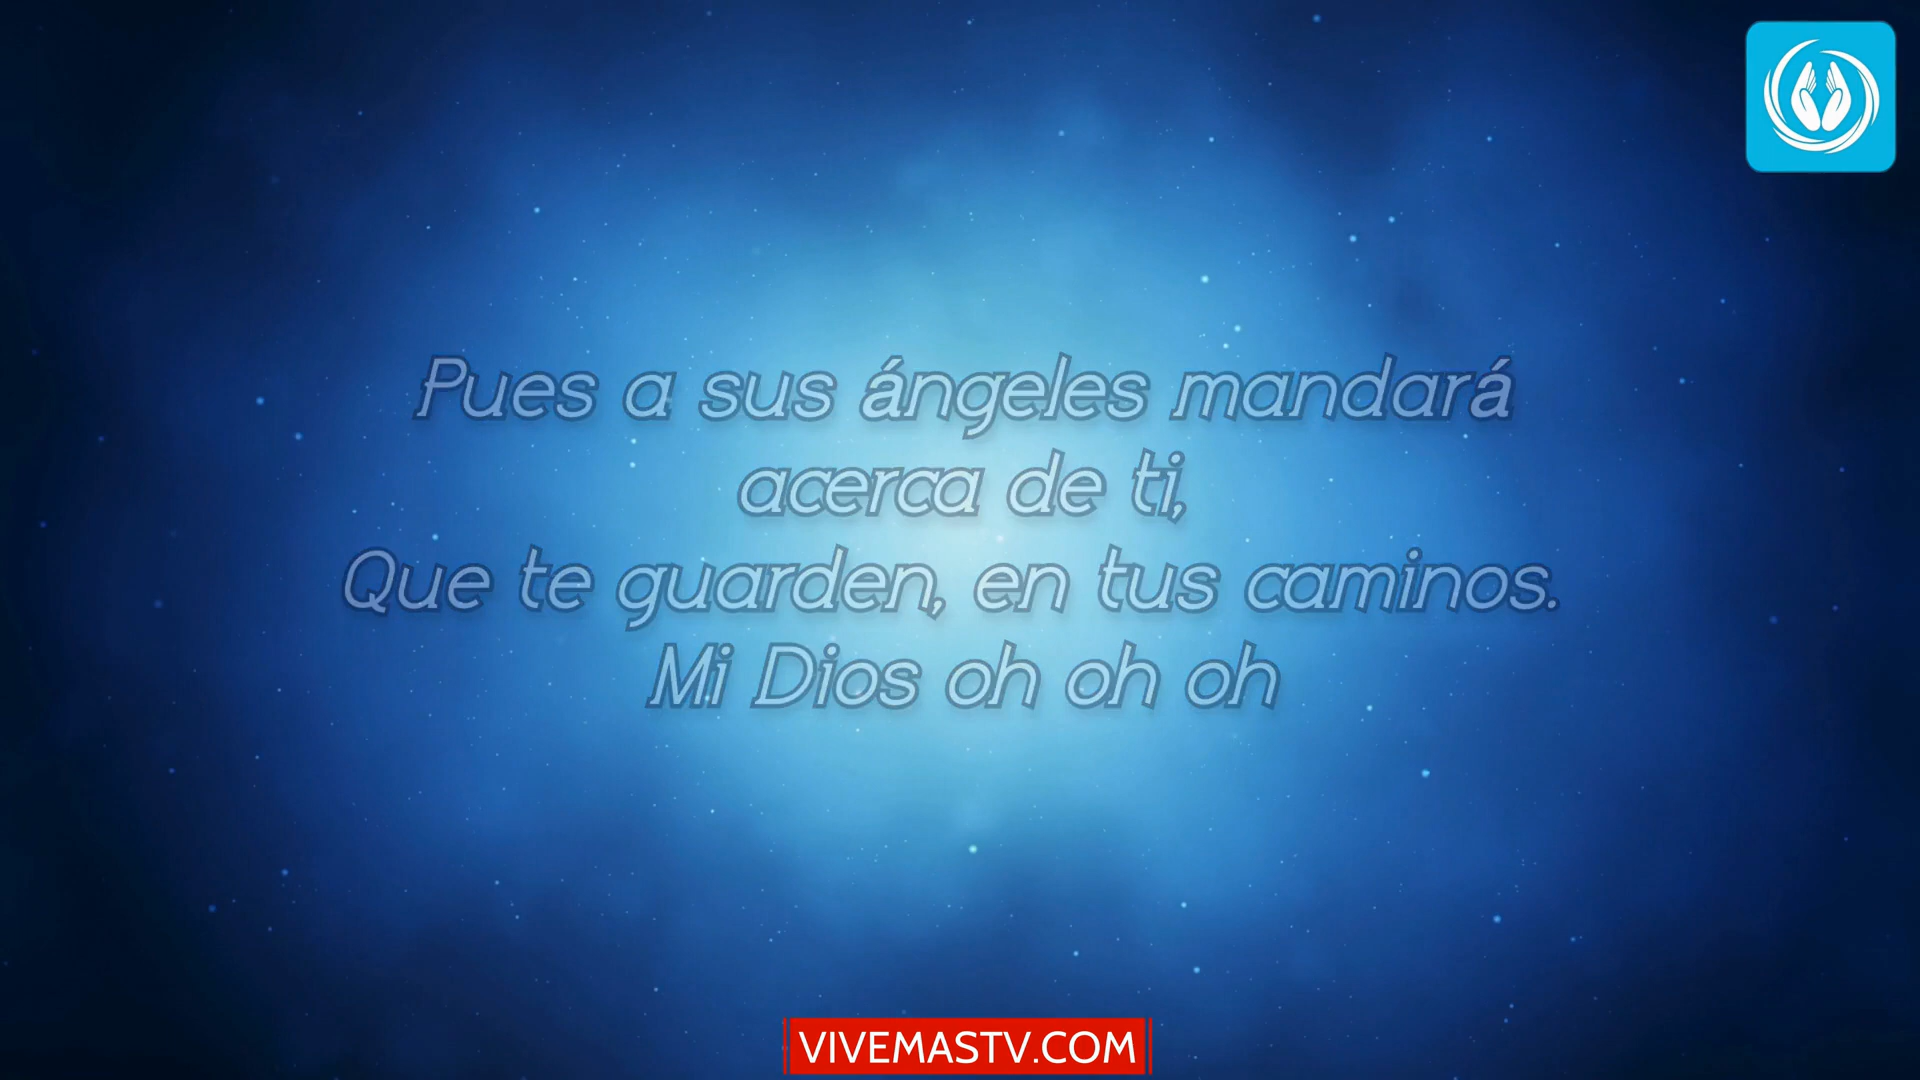 Pues a sus ángeles mandará
acerca de ti,
Que te guarden, en tus caminos.
Mi Dios oh oh oh
VIVEMASTV.COM